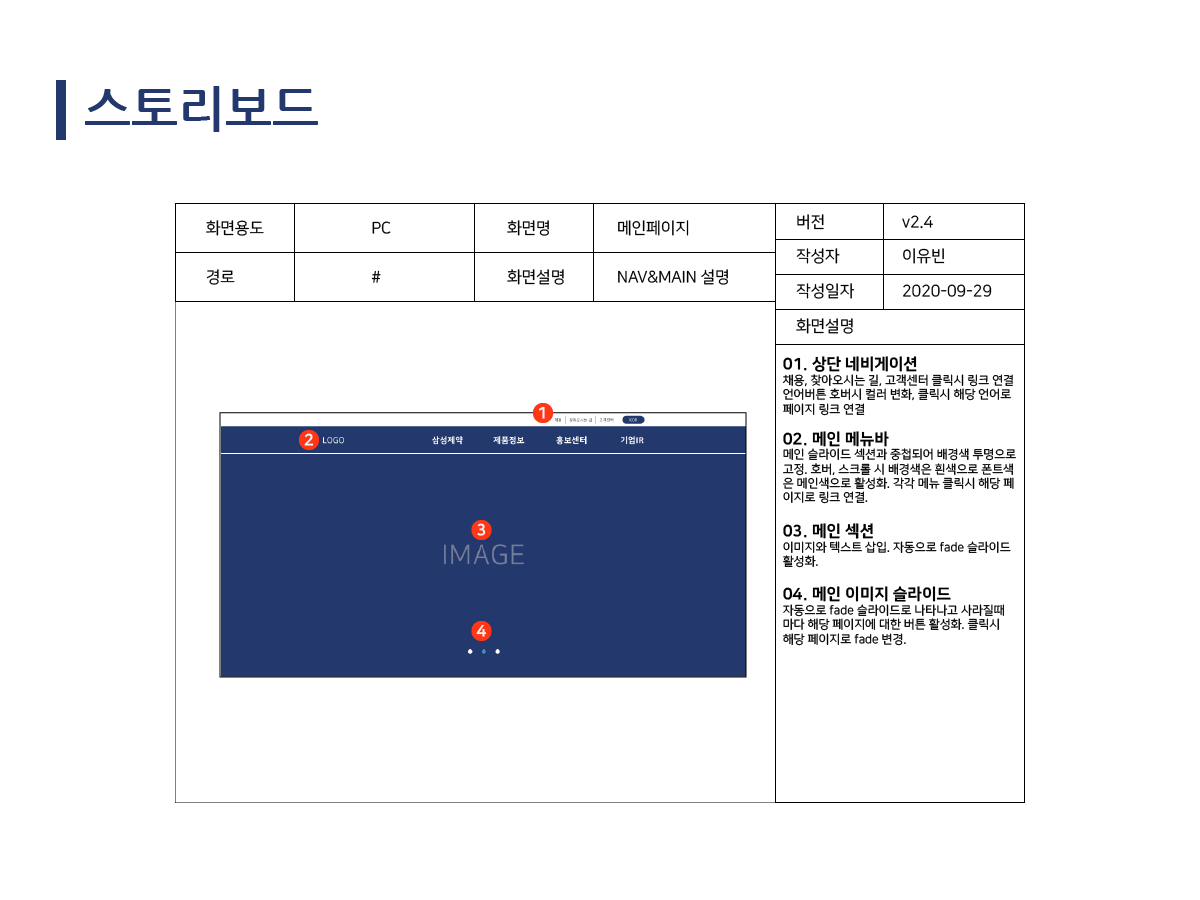 스토리보드
화면용도 PC 화면명 메인페이지
경로 # 화면설명 NAV&MAIN 설명
버전 v2.4
작성자 이유빈
작성일자 2020-09-29
화면설명
1 채용 찾아오시는 길 고객센터 KOR
2 LOGO 삼성제약 제품정보 홍보센터 기업IR
3
IMAGE
4
01. 상단 네비게이션
채용, 찾아오시는 길, 고객센터 클릭시 링크 연결
언어버튼 호버시 컬러 변화, 클릭시 해당 언어로
페이지 링크 연결
02. 메인 메뉴바
메인 슬라이드 섹션과 중첩되어 배경색 투명으로
고정. 호버, 스크롤 시 배경색은 흰색으로 폰트색
은 메인색으로 활성화. 각각 메뉴 클릭시 해당 페
이지로 링크 연결.
03. 메인 섹션
이미지와 텍스트 삽입. 자동으로 fade 슬라이드
활성화.
04. 메인 이미지 슬라이드
자동으로 fade 슬라이드로 나타나고 사라질때
마다 해당 페이지에 대한 버튼 활성화. 클릭시
해당 페이지로 fade 변경.